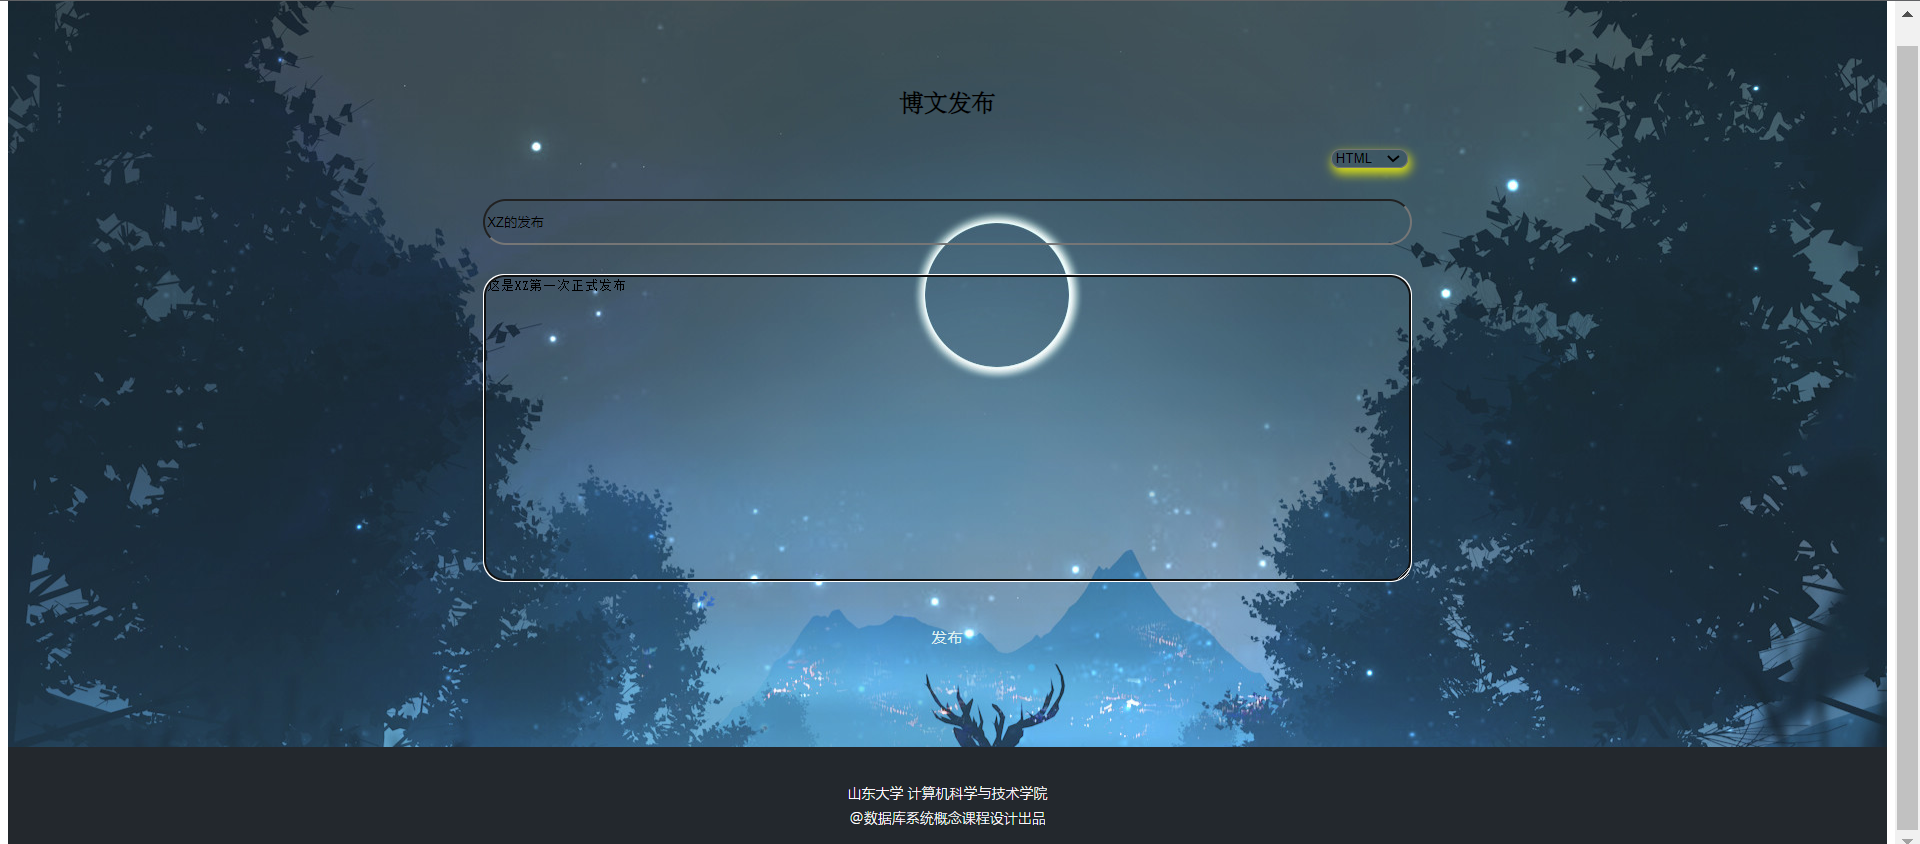 博文发布
HTML
XZ的发布
这是XZ第一次正式发布
发布
山东大学 计算机科学与技术学院
@数据库系统概念课程设计出品